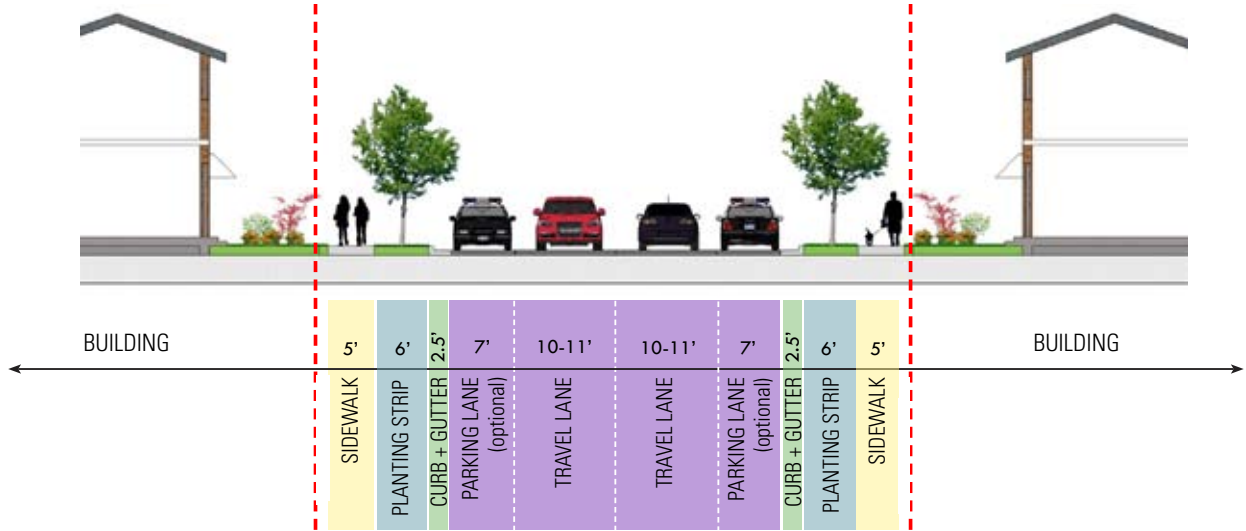 BUILDING
BUILDING
5’
6’
2.5’
7’
10-11’
10-11’
7’
2.5’
6’
5’
SIDEWALK
PLANTING STRIP
CURB + GUTTER
PARKING LANE
(optional)
TRAVEL LANE
TRAVEL LANE
PARKING LANE
(optional)
CURB + GUTTER
PLANTING STRIP
SIDEWALK